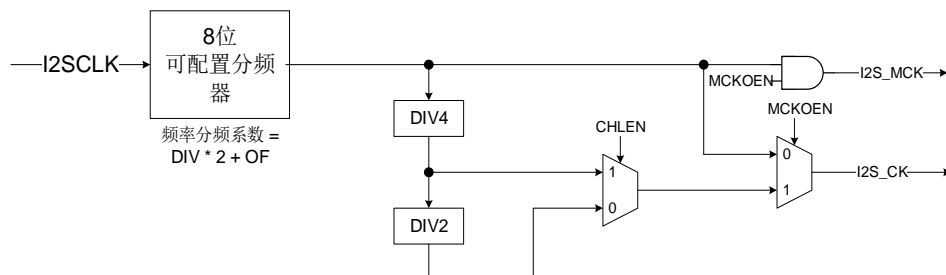 I2SCLK
8位
可配置分频
器
频率分频系数 =
DIV * 2 + OF
MCKOEN
I2S_MCK
DIV4
CHLEN
MCKOEN
1
0
0
1
I2S_CK
DIV2